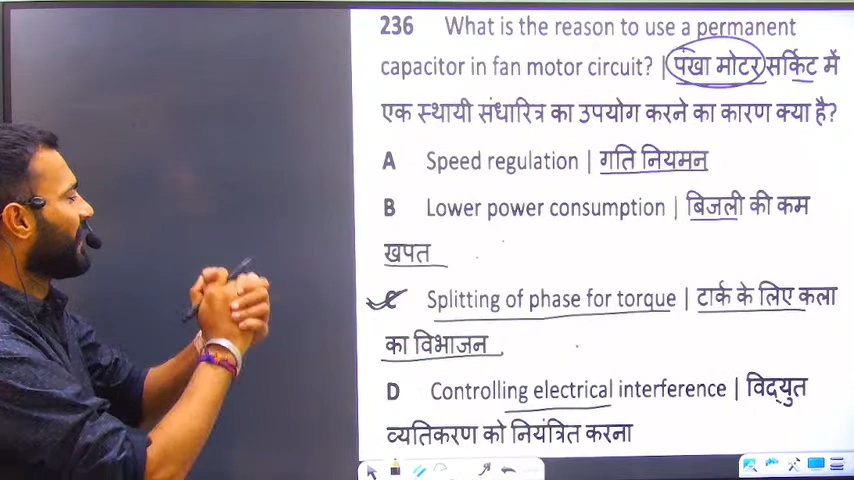 236 What is the reason to use a permanent
capacitor in fan motor circuit? | पंखा मोटर सर्किट में
एक स्थायी संधारित्र का उपयोग करने का कारण क्या है?
A Speed regulation | गति नियमन
B Lower power consumption | बिजली की कम
खपत
C Splitting of phase for torque | टार्क के लिए कला
का विभाजन
D Controlling electrical interference | विद्युत
व्यतिकरण को नियंत्रित करना